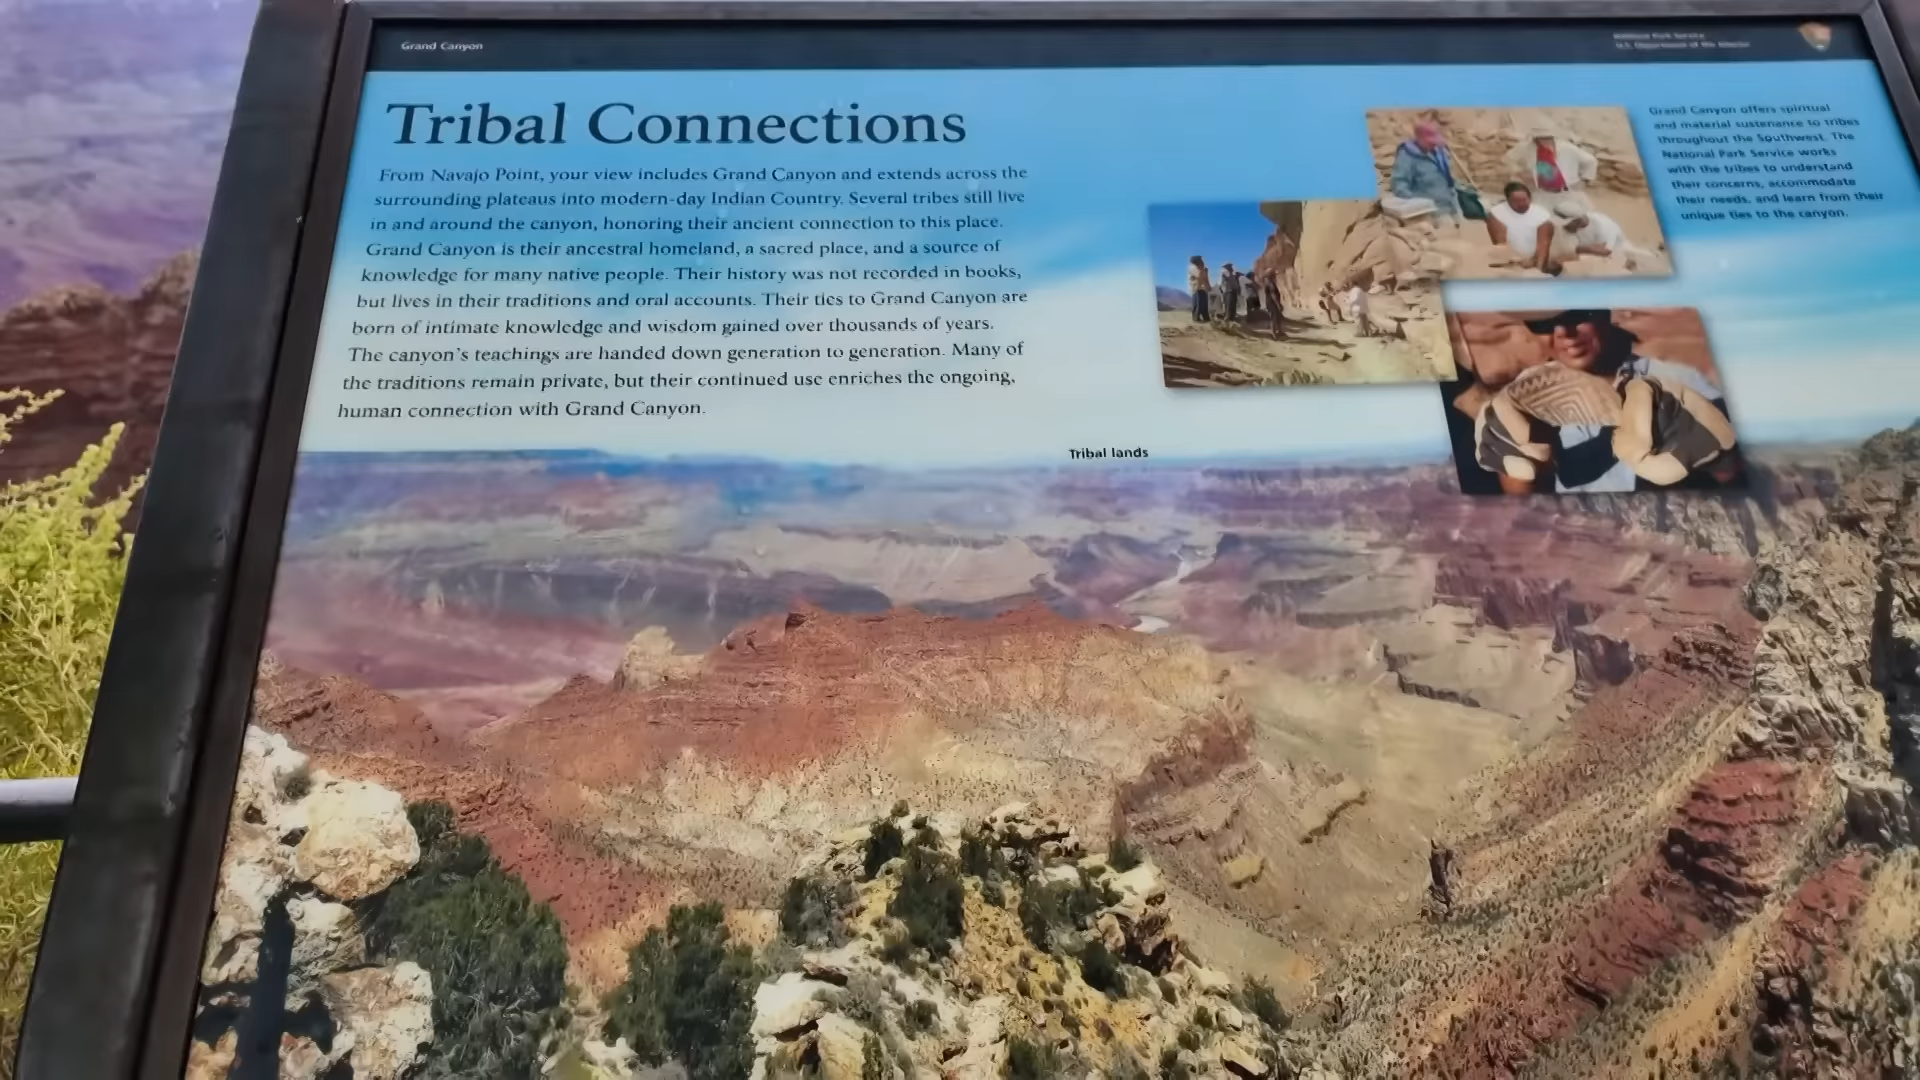 Grand Canyon
National Park Service
U.S. Department of the Interior
Tribal Connections
From Navajo Point, your view includes Grand Canyon and extends across the
surrounding plateaus into modern-day Indian Country. Several tribes still live
in and around the canyon, honoring their ancient connection to this place.
Grand Canyon is their ancestral homeland, a sacred place, and a source of
knowledge for many native people. Their history was not recorded in books,
but lives in their traditions and oral accounts. Their ties to Grand Canyon are
born of intimate knowledge and wisdom gained over thousands of years.
The canyon's teachings are handed down generation to generation. Many of
the traditions remain private, but their continued use enriches the ongoing,
human connection with Grand Canyon.
Grand Canyon offers spiritual
and material sustenance to tribes
throughout the Southwest. The
National Park Service works
with the tribes to understand
their concerns, accommodate
their needs, and learn from their
unique ties to the canyon.
Tribal lands